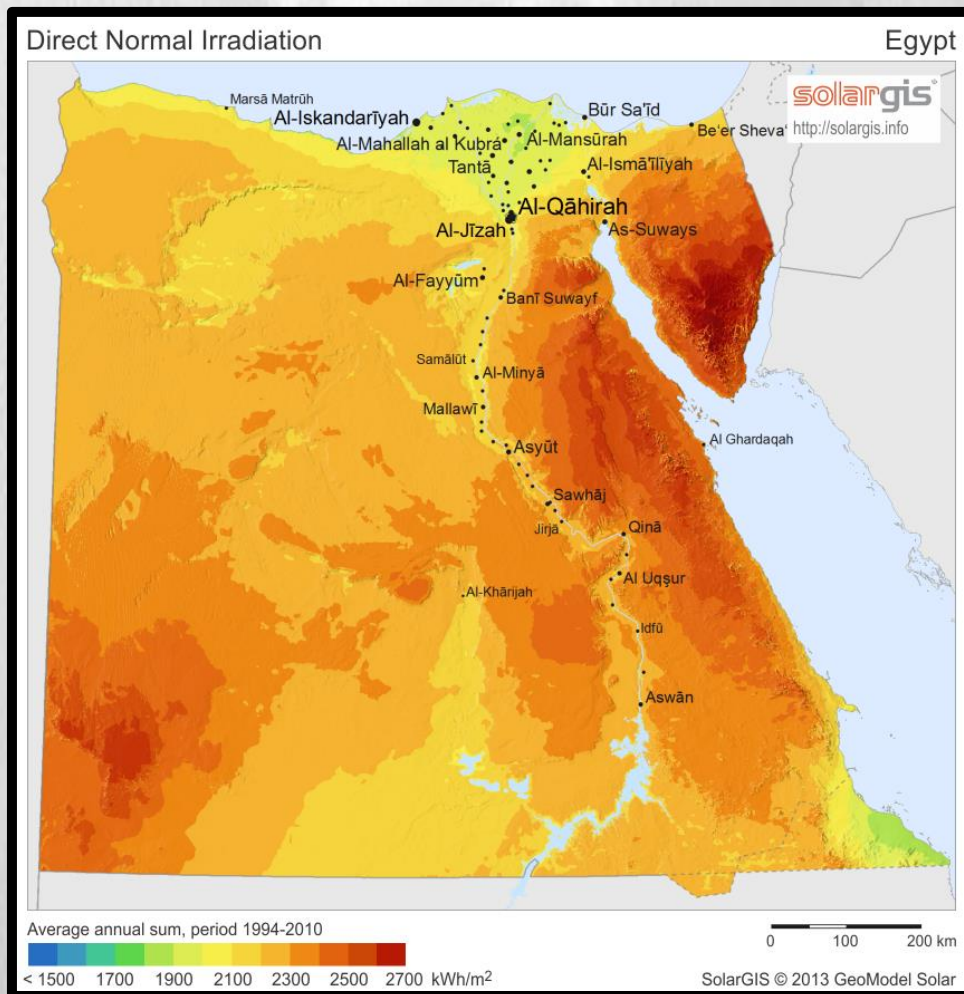 Direct Normal Irradiation
Egypt
solargis
http://solargis.info
Marsā Matrūh
Al-Iskandarīyah
Būr Sa'īd
Be'er Sheva'
Al-Mahallah al Kubrá
Al-Mansūrah
Tantā
Al-Ismā'īlīyah
Al-Qāhirah
Al-Jīzah
As-Suways
Al-Fayyūm
Banī Suwayf
Samālūt
Al-Minyā
Mallawī
Al Ghardaqah
Asyūt
Sawhāj
Jirjā
Qinā
Al-Khārijah
Al Uqşur
Idfū
Aswān
Average annual sum, period 1994-2010
< 1500 1700 1900 2100 2300 2500 2700 kWh/m²
0 100 200 km
SolarGIS © 2013 GeoModel Solar